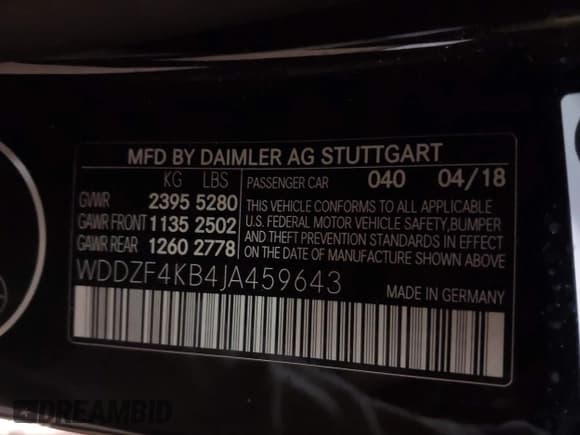 MFD BY DAIMLER AG STUTTGART
KG LBS
GVWR 2395 5280
GAWR FRONT 1135 2502
GAWR REAR 1260 2778
PASSENGER CAR 040 04/18
THIS VEHICLE CONFORMS TO ALL APPLICABLE
U.S. FEDERAL MOTOR VEHICLE SAFETY, BUMPER
AND THEFT PREVENTION STANDARDS IN EFFECT
ON THE DATE OF MANUFACTURE SHOWN ABOVE
WDDZF4KB4JA459643
MADE IN GERMANY
DREAMBID